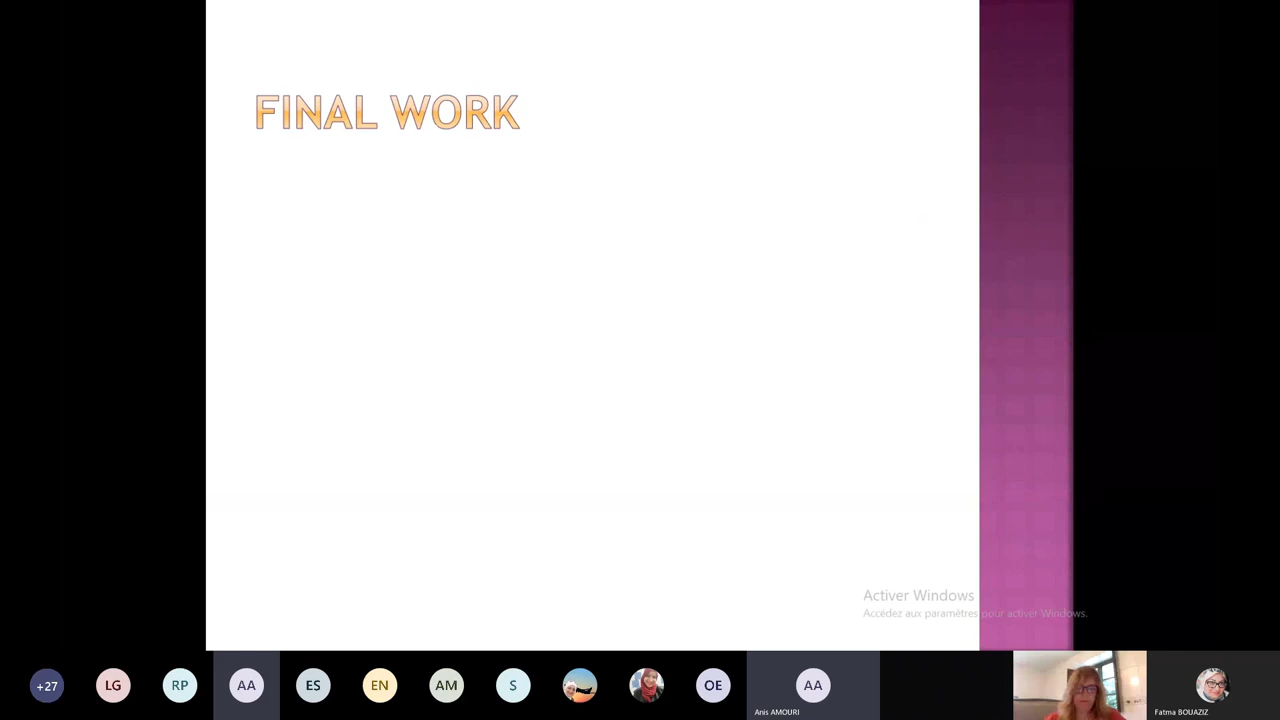 FINAL WORK
Activer Windows
Accédez aux paramètres pour activer Windows.
+27
LG
RP
AA
ES
EN
AM
S
OE
AA
Anis AMOURI
Fatma BOUAZIZ